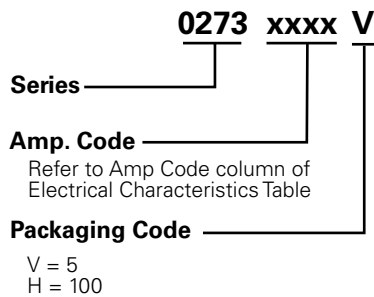 0273 xxxx V
Series
Amp. Code
Refer to Amp Code column of
Electrical Characteristics Table
Packaging Code
V = 5
H = 100